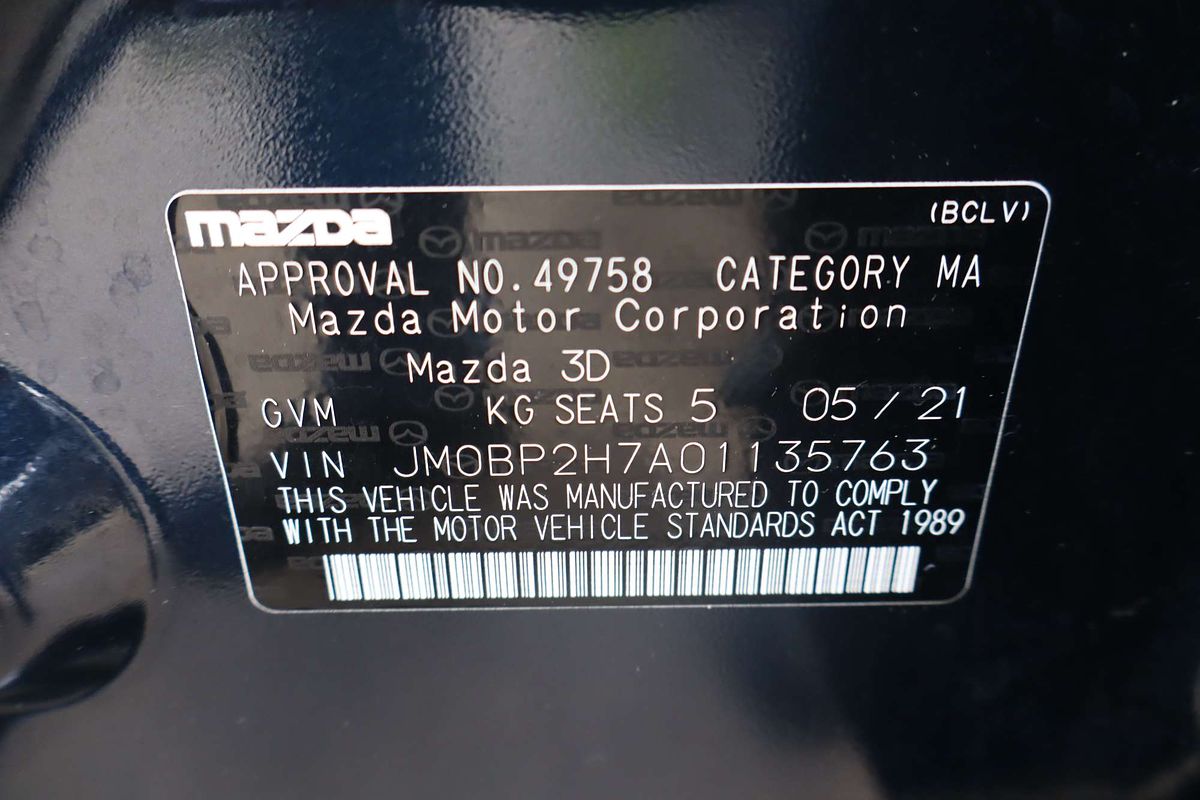 mazda (BCLV)
APPROVAL NO. 49758 CATEGORY MA
Mazda Motor Corporation
Mazda 3D
GVM KG SEATS 5 05/21
VIN JM0BP2H7A01135763
THIS VEHICLE WAS MANUFACTURED TO COMPLY
WITH THE MOTOR VEHICLE STANDARDS ACT 1989